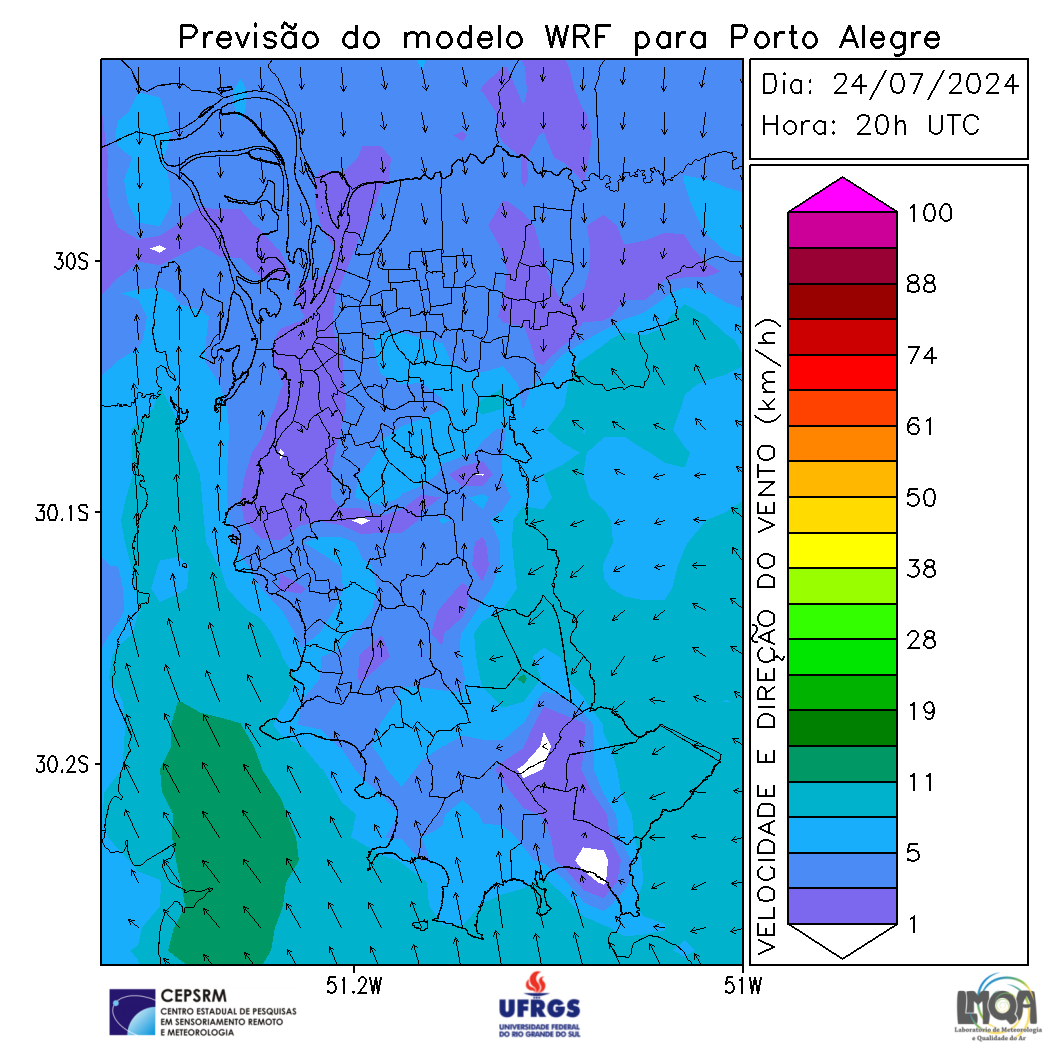 Previsão do modelo WRF para Porto Alegre
Dia: 24/07/2024
Hora: 20h UTC
30S
30.1S
30.2S
51.2W
51W
VELOCIDADE E DIREÇÃO DO VENTO (km/h)
100
88
74
61
50
38
28
19
11
5
1
CEPSRM
CENTRO ESTADUAL DE PESQUISAS
EM SENSORIAMENTO REMOTO
E METEOROLOGIA
UFRGS
UNIVERSIDADE FEDERAL
DO RIO GRANDE DO SUL
LMQA
Laboratório de Meteorologia
e Qualidade do Ar